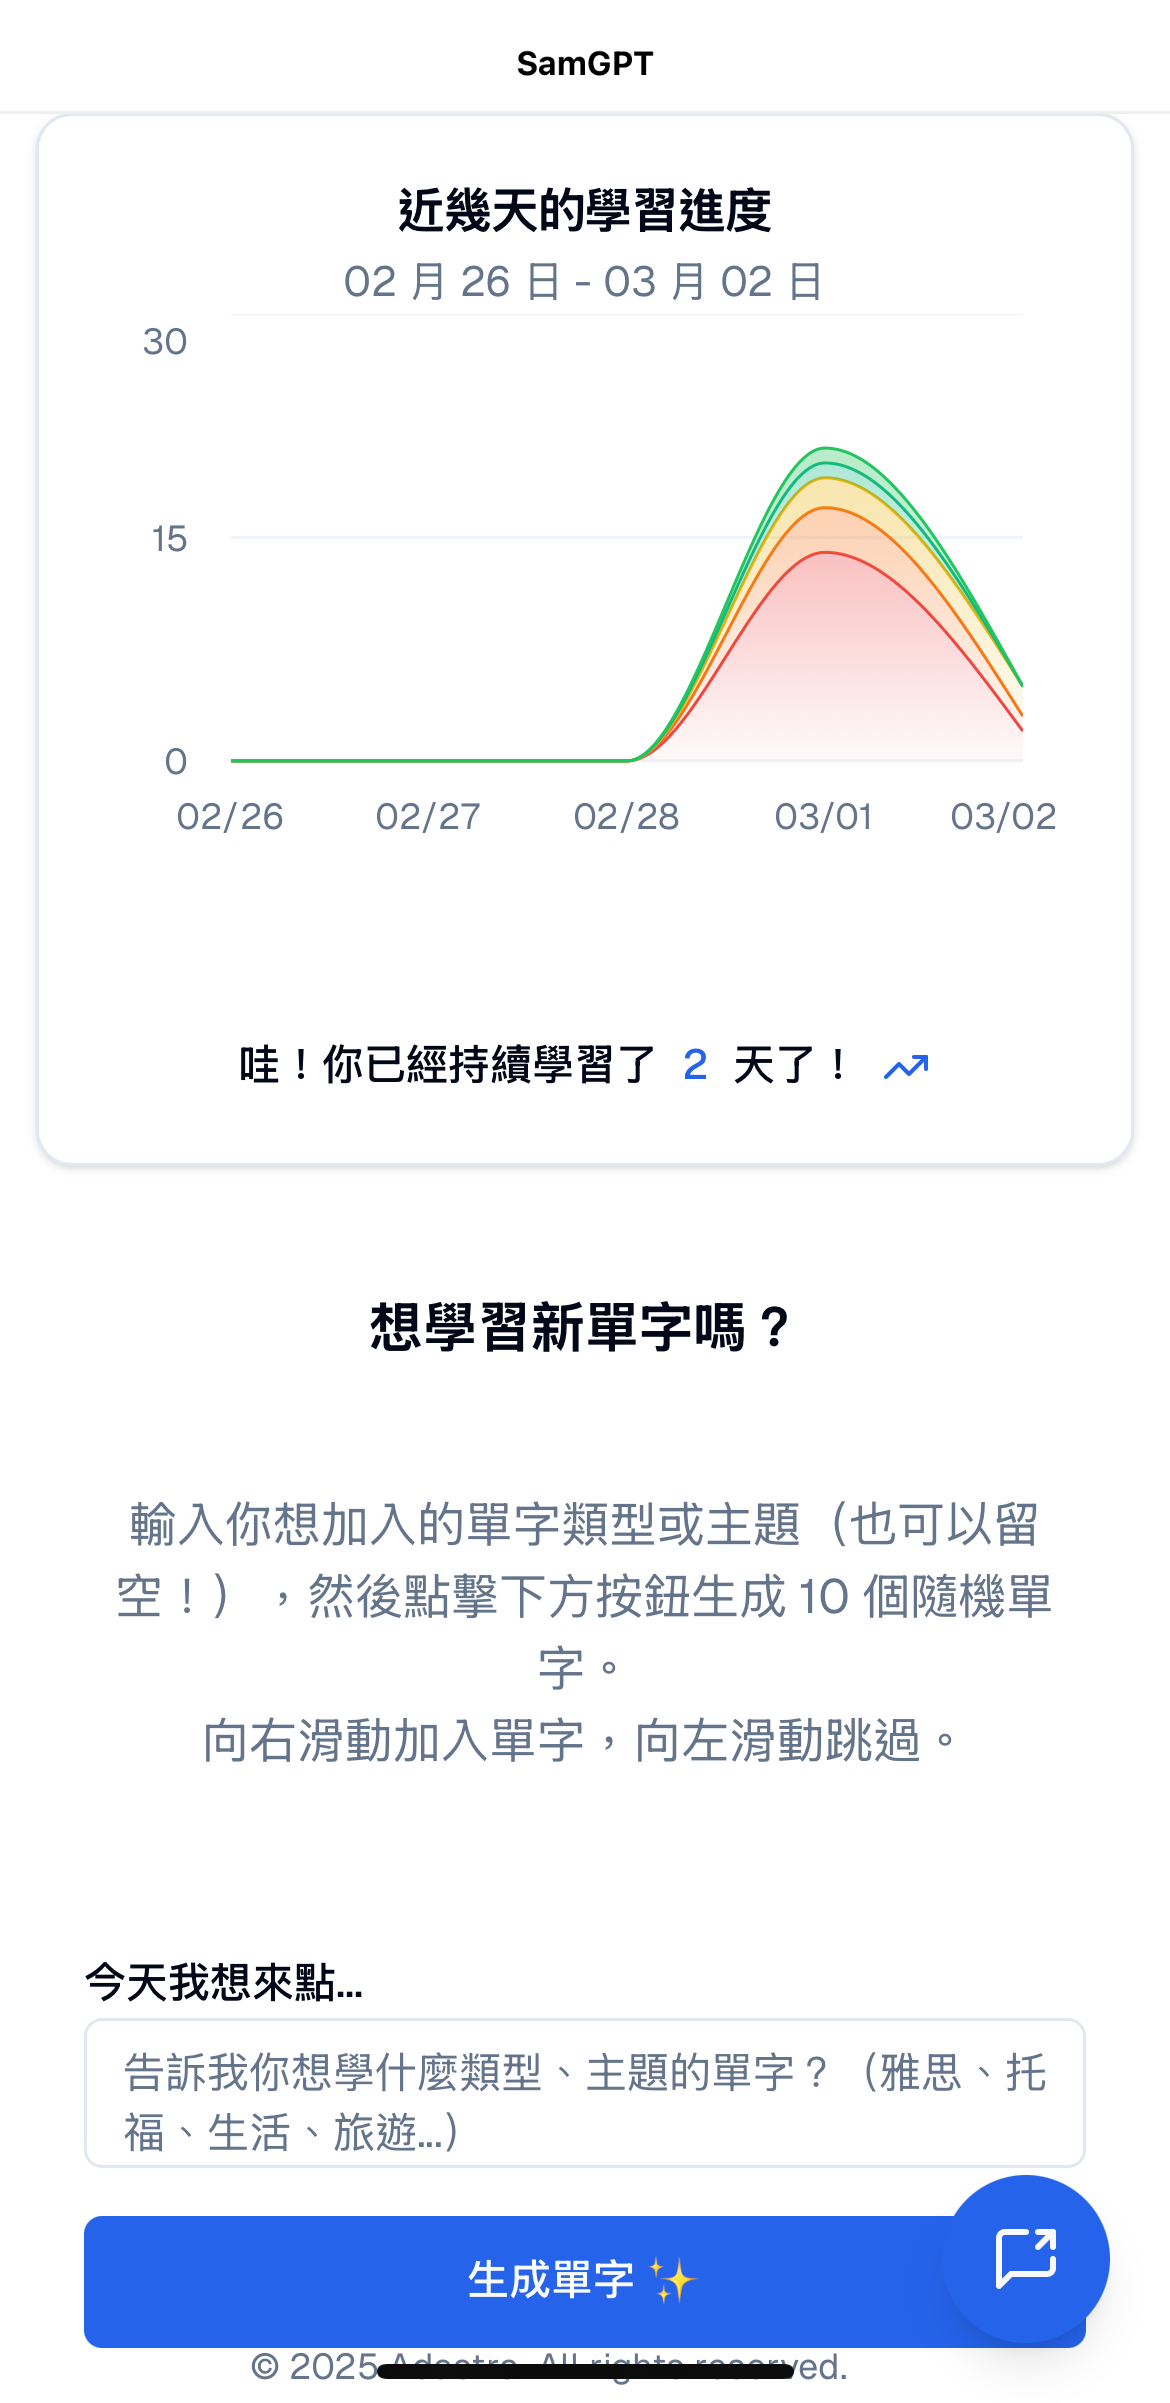 SamGPT
近幾天的學習進度
02 月 26 日 - 03 月 02 日
30
15
0
02/26 02/27 02/28 03/01 03/02
哇！你已經持續學習了 2 天了！
想學習新單字嗎？
輸入你想加入的單字類型或主題（也可以留
空！），然後點擊下方按鈕生成 10 個隨機單
字。
向右滑動加入單字，向左滑動跳過。
今天我想來點...
告訴我你想學什麼類型、主題的單字？（雅思、托
福、生活、旅遊...）
生成單字 ✨
© 2025 Adastra. All rights reserved.